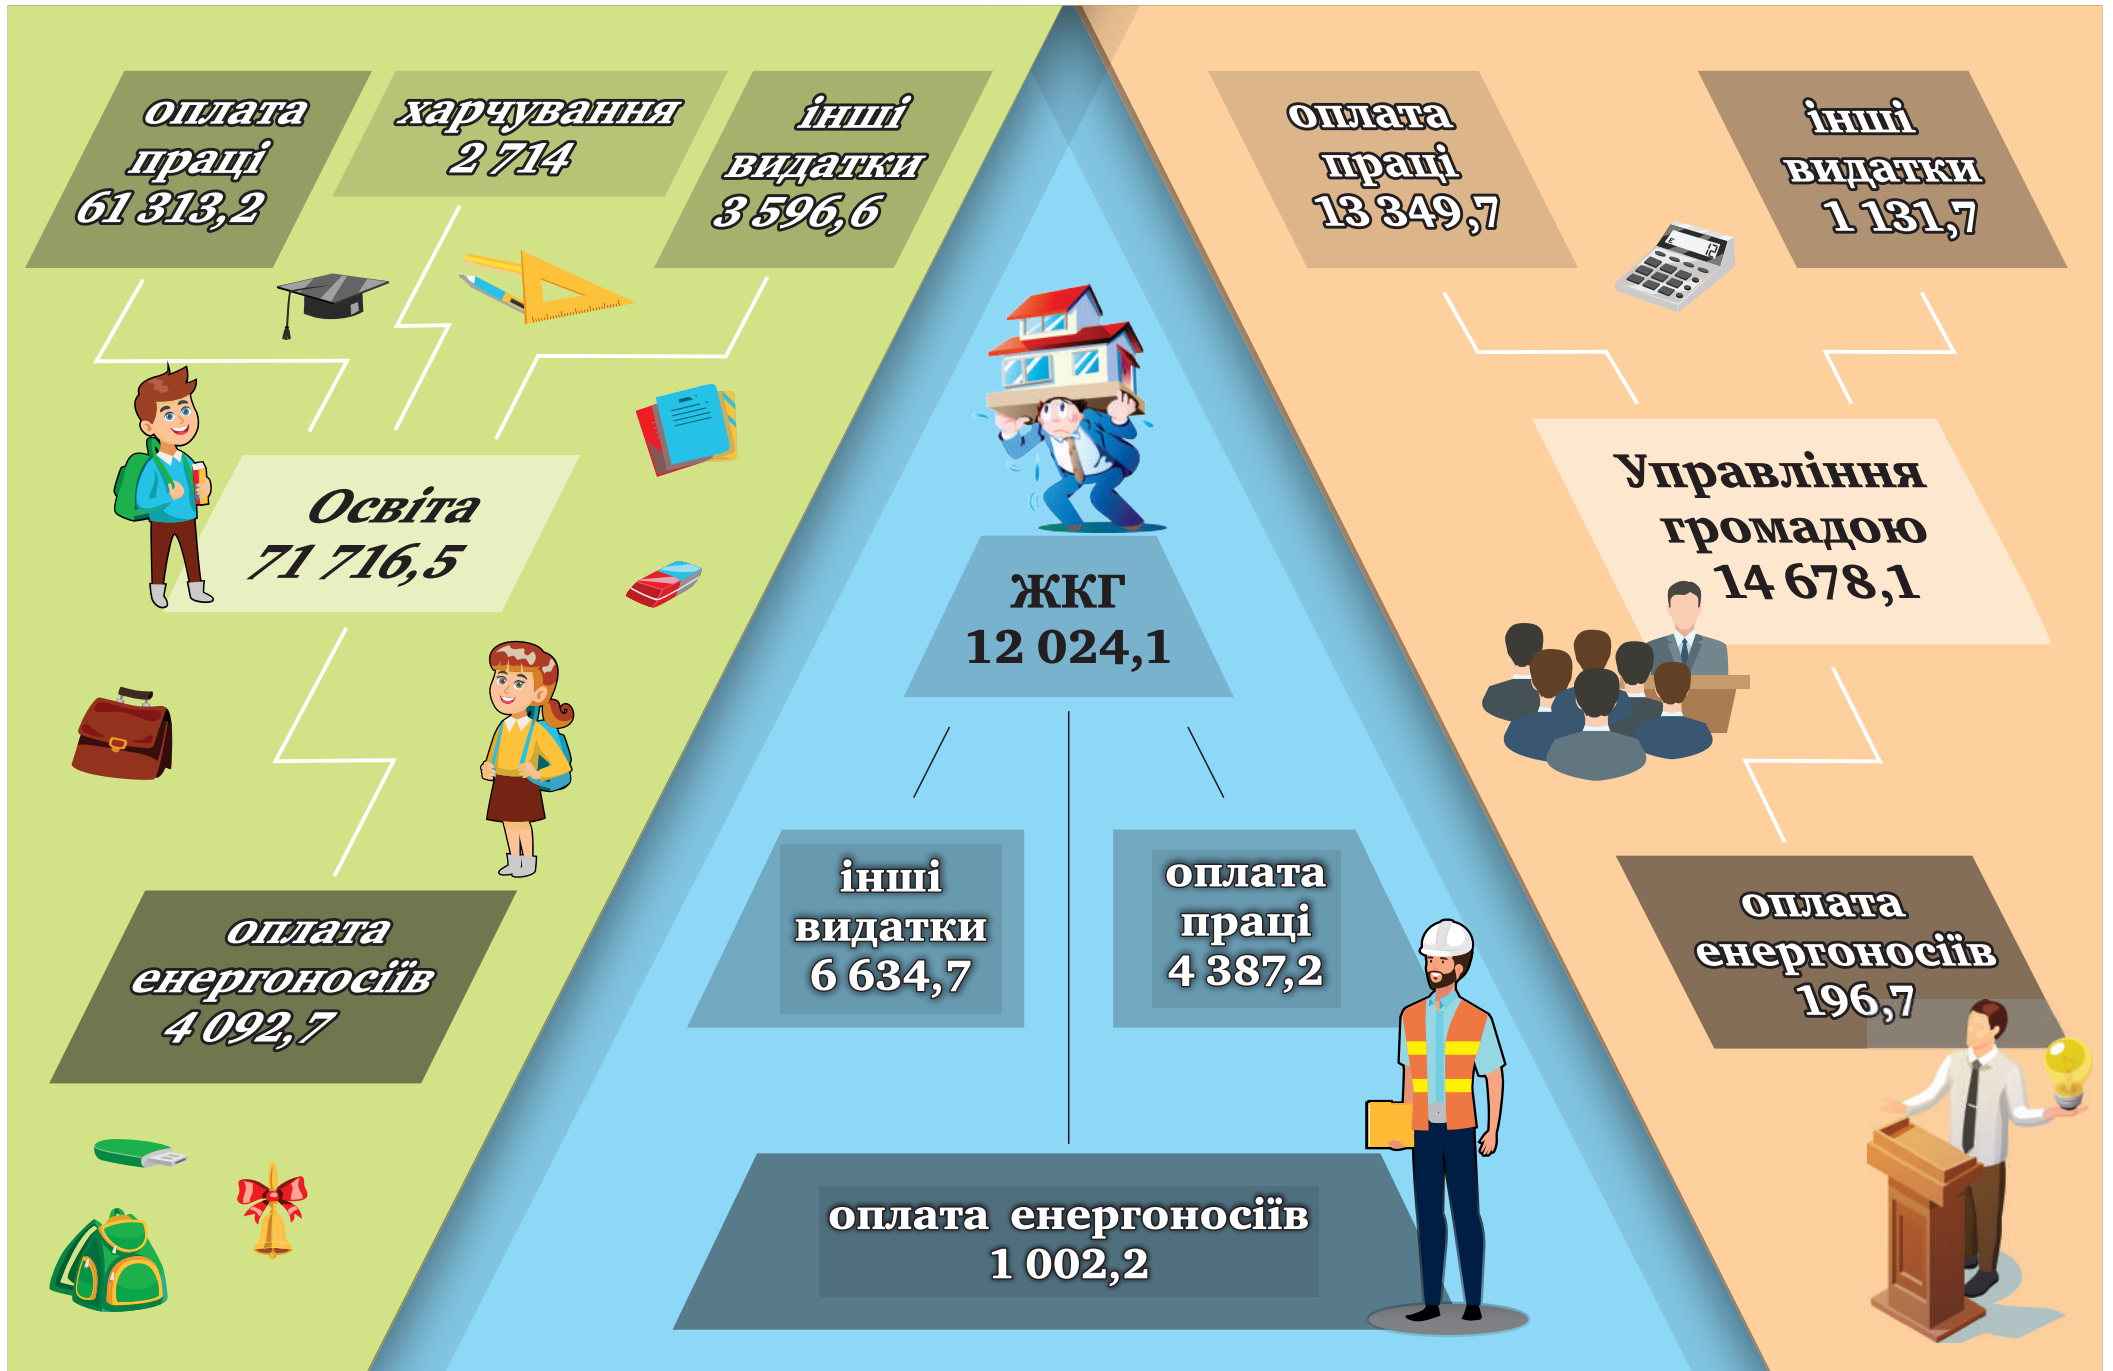 оплата
праці
61 313,2
харчування
2 714
інші
видатки
3 596,6
Освіта
71 716,5
оплата
енергоносіїв
4 092,7
ЖКГ
12 024,1
інші
видатки
6 634,7
оплата
праці
4 387,2
оплата енергоносіїв
1 002,2
оплата
праці
13 349,7
інші
видатки
1 131,7
Управління
громадою
14 678,1
оплата
енергоносіїв
196,7